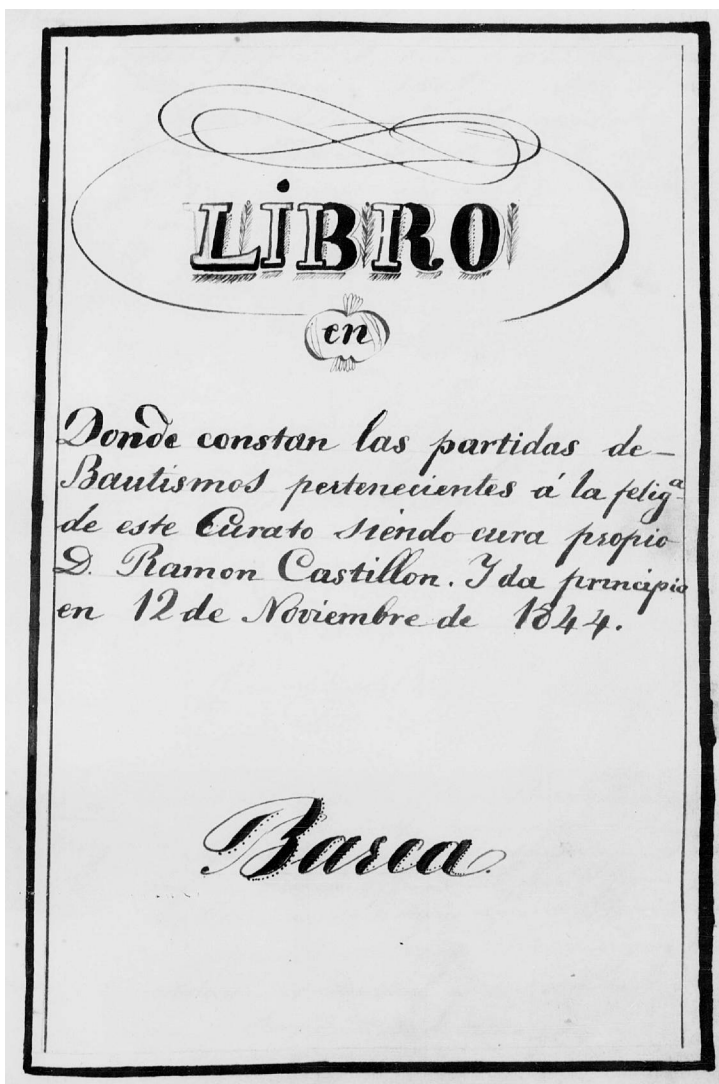 LIBRO
en
Donde constan las partidas de
Bautismos pertenecientes á la feligª
de este Curato siendo cura propio
D. Ramon Castillon. Y da principio
en 12 de Noviembre de 1844.
Barca.